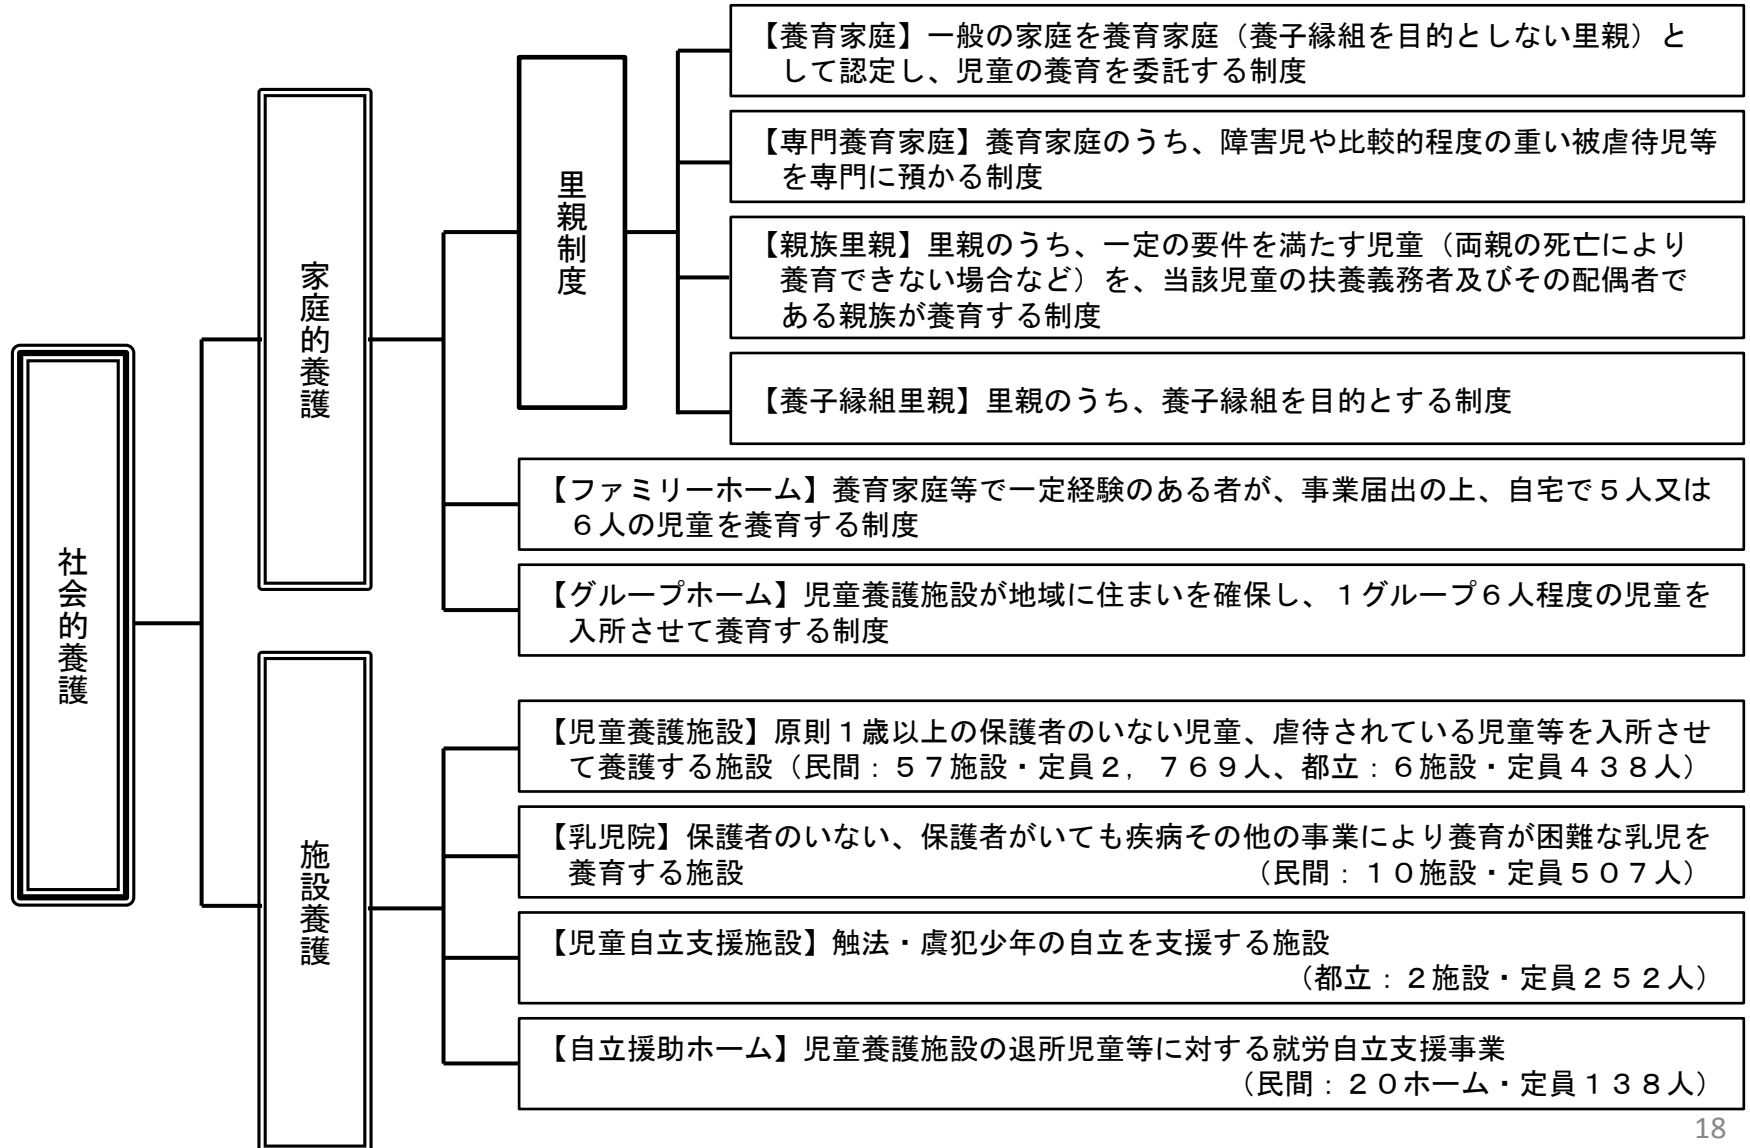 社会的養護
家庭的養護
里親制度
【養育家庭】一般の家庭を養育家庭（養子縁組を目的としない里親）と
して認定し、児童の養育を委託する制度
【専門養育家庭】養育家庭のうち、障害児や比較的程度の重い被虐待児等
を専門に預かる制度
【親族里親】里親のうち、一定の要件を満たす児童（両親の死亡により
養育できない場合など）を、当該児童の扶養義務者及びその配偶者で
ある親族が養育する制度
【養子縁組里親】里親のうち、養子縁組を目的とする制度
【ファミリーホーム】養育家庭等で一定経験のある者が、事業届出の上、自宅で５人又は
６人の児童を養育する制度
【グループホーム】児童養護施設が地域に住まいを確保し、１グループ６人程度の児童を
入所させて養育する制度
施設養護
【児童養護施設】原則１歳以上の保護者のいない児童、虐待されている児童等を入所させ
て養護する施設（民間：５７施設・定員２，７６９人、都立：６施設・定員４３８人）
【乳児院】保護者のいない、保護者がいても疾病その他の事業により養育が困難な乳児を
養育する施設　（民間：１０施設・定員５０７人）
【児童自立支援施設】触法・虞犯少年の自立を支援する施設
（都立：２施設・定員２５２人）
【自立援助ホーム】児童養護施設の退所児童等に対する就労自立支援事業
（民間：２０ホーム・定員１３８人）
18